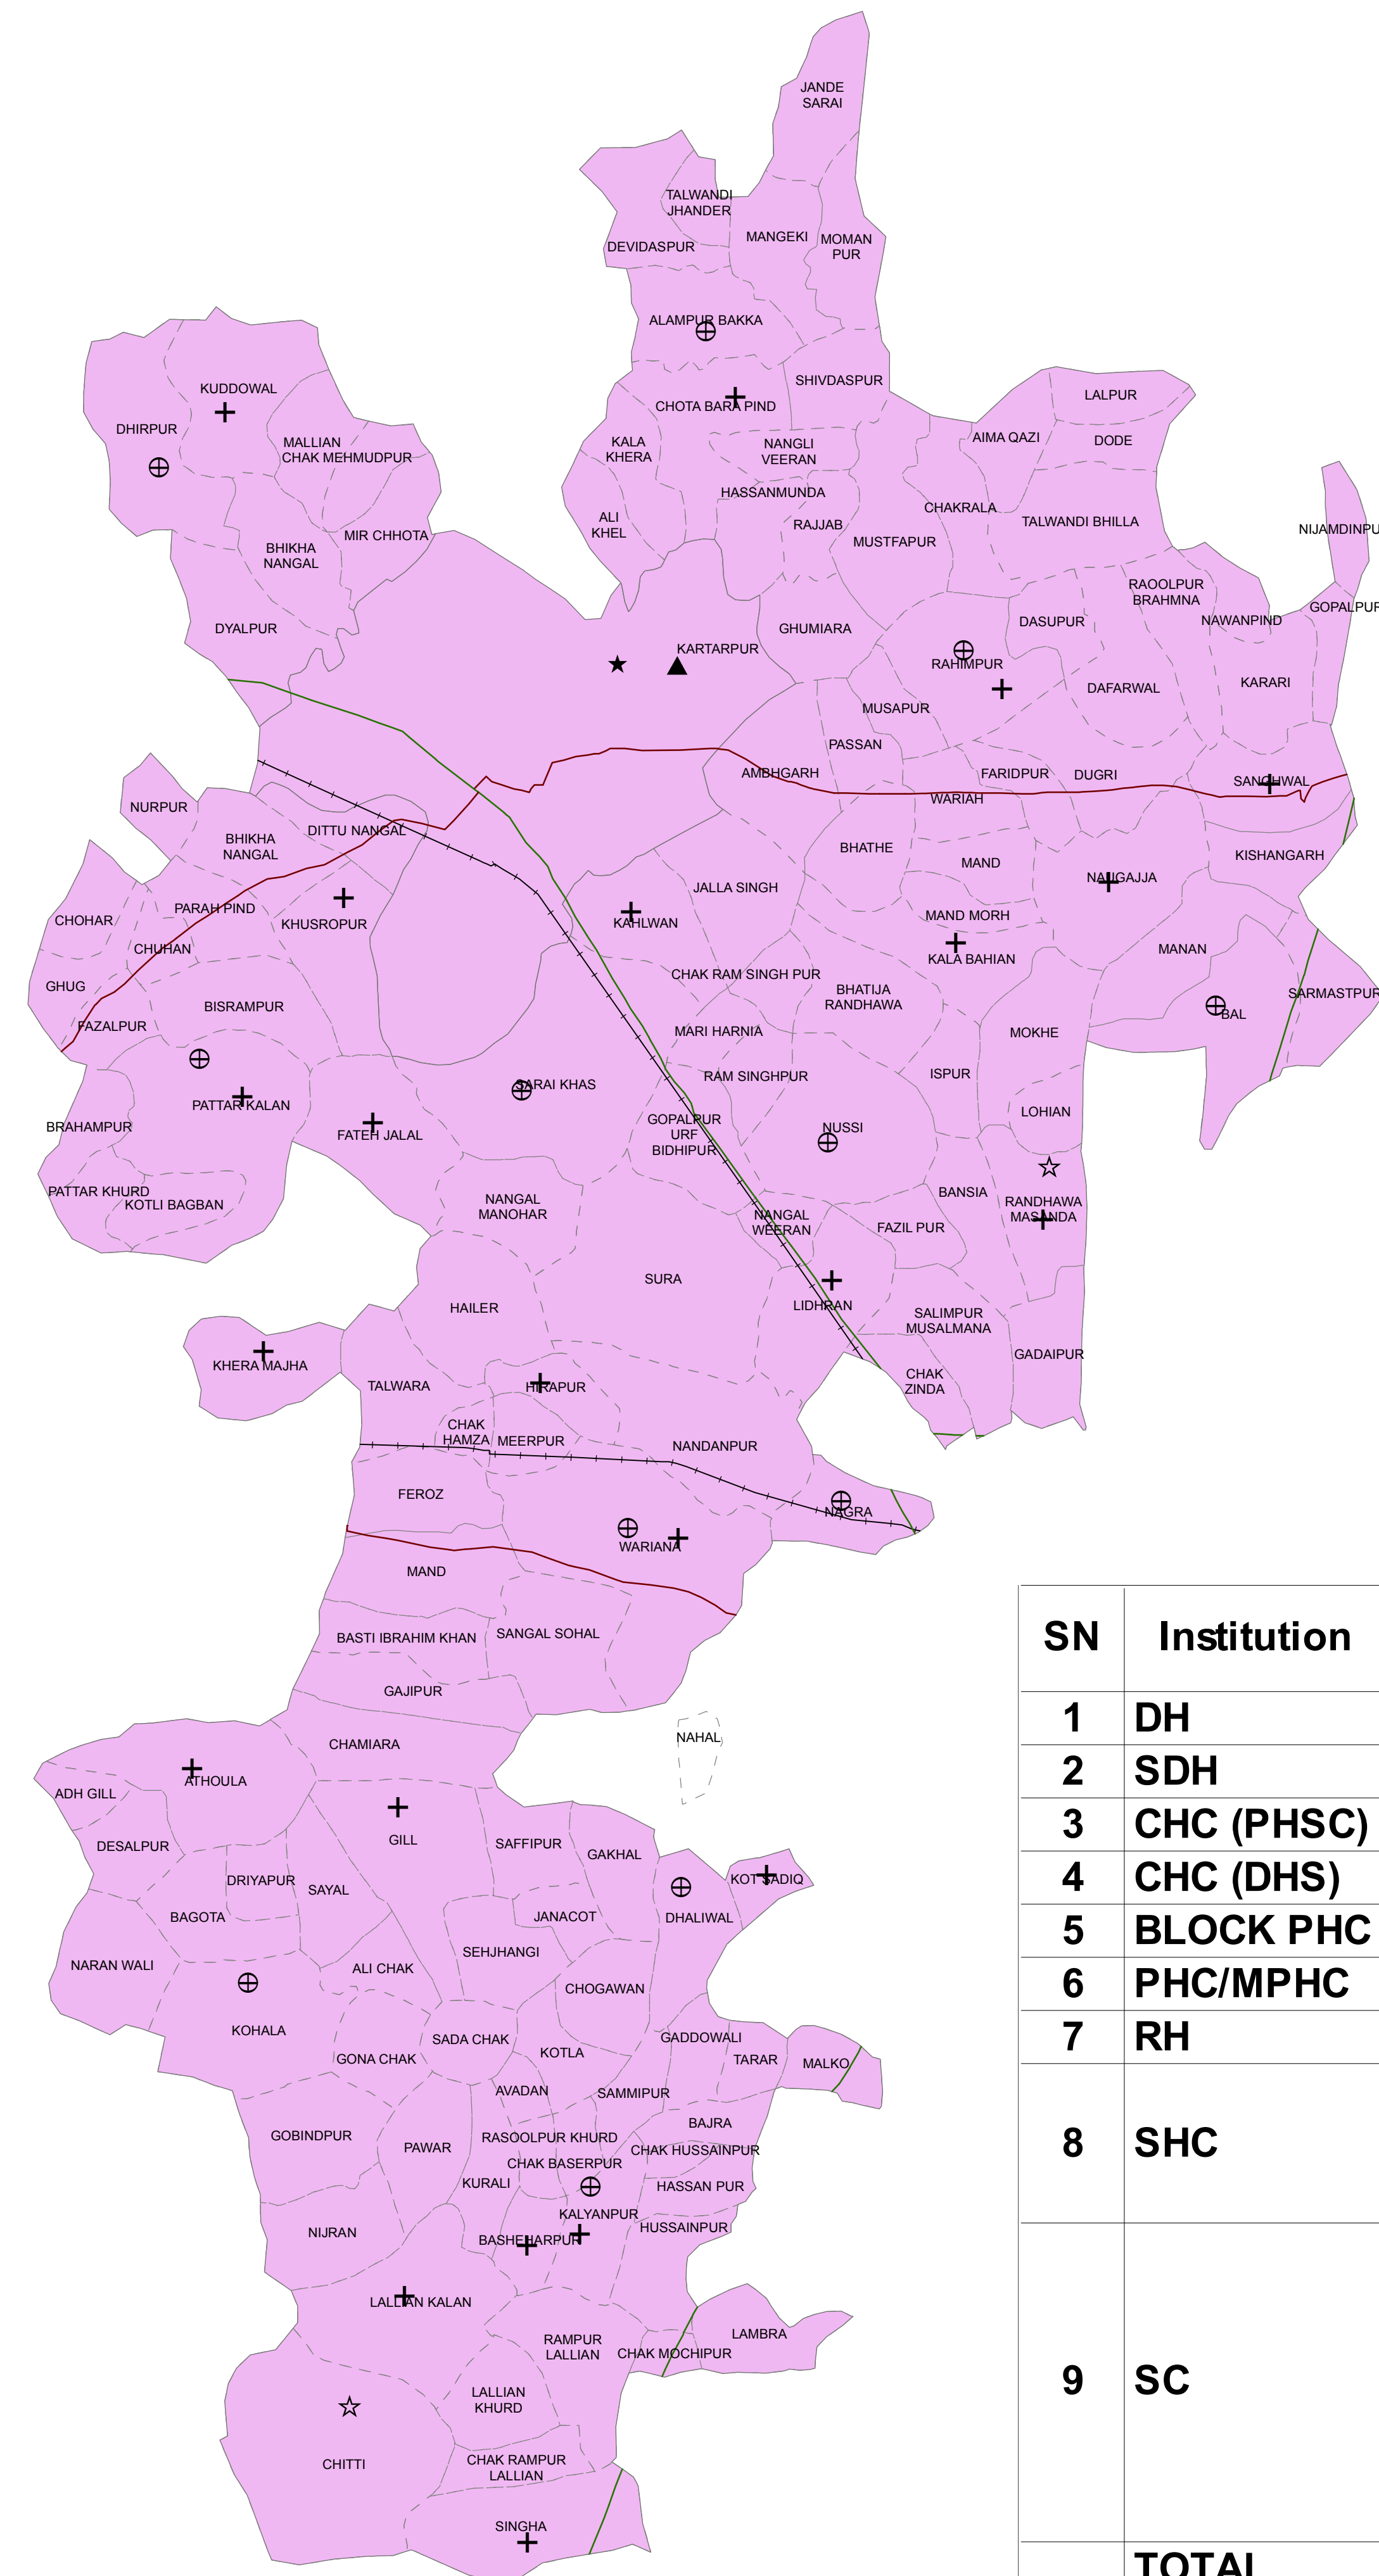 JANDE
SARAI
TALWANDI
JHANDER
DEVIDASPUR
MANGEKI
MOMAN
PUR
ALAMPUR BAKKA
SHIVDASPUR
CHOTA BARA PIND
KUDDOWAL
DHIRPUR
MALLIAN
CHAK MEHMUDPUR
MIR CHHOTA
BHIKHA
NANGAL
DYALPUR
KALA
KHERA
NANGLI
VEERAN
HASSANMUNDA
ALI
KHEL
RAJJAB
MUSTFAPUR
CHAKRALA
AIMA QAZI
LALPUR
DODE
TALWANDI BHILLA
NIJAMDINPU
GOPALPUR
RAOOLPUR
BRAHMNA
NAWANPIND
DASUPUR
GHUMIARA
KARTARPUR
RAHIMPUR
DAFARWAL
KARARI
MUSAPUR
PASSAN
AMBHGARH
FARIDPUR
DUGRI
SANGHWAL
WARIAH
NURPUR
BHIKHA
NANGAL
DITTU NANGAL
BHATHE
MAND
KISHANGARH
NAUGAJJA
JALLA SINGH
CHOHAR
PARAH PIND
KHUSROPUR
KAHLWAN
MAND MORH
CHUHAN
KALA BAHIAN
MANAN
GHUG
CHAK RAM SINGH PUR
BHATIJA
RANDHAWA
SARMASTPUR
BISRAMPUR
FAZALPUR
BAL
MARI HARNIA
MOKHE
RAM SINGHPUR
ISPUR
SARAI KHAS
PATTAR KALAN
LOHIAN
BRAHAMPUR
FATEH JALAL
GOPALPUR
URF
BIDHIPUR
NUSSI
PATTAR KHURD
KOTLI BAGBAN
NANGAL
MANOHAR
NANGAL
WEERAN
BANSIA
RANDHAWA
MASANDA
FAZIL PUR
SURA
HAILER
LIDHRAN
SALIMPUR
MUSALMANA
GADAIPUR
KHERA MAJHA
TALWARA
HIRAPUR
CHAK
ZINDA
CHAK
HAMZA
MEERPUR
NANDANPUR
FEROZ
NAGRA
WARIANA
MAND
BASTI IBRAHIM KHAN
SANGAL SOHAL
GAJIPUR
NAHAL
CHAMIARA
ATHOULA
ADH GILL
DESALPUR
GILL
SAFFIPUR
GAKHAL
KOT SADIQ
DRIYAPUR
SAYAL
BAGOTA
JANACOT
DHALIWAL
SEHJHANGI
NARAN WALI
ALI CHAK
CHOGAWAN
KOHALA
SADA CHAK
GADDOWALI
GONA CHAK
KOTLA
TARAR
MALKO
AVADAN
SAMMIPUR
BAJRA
GOBINDPUR
PAWAR
RASOOLPUR KHURD
CHAK HUSSAINPUR
CHAK BASERPUR
KURALI
HASSAN PUR
KALYANPUR
NIJRAN
HUSSAINPUR
BASHEHARPUR
LALLIAN KALAN
LAMBRA
RAMPUR
LALLIAN
CHAK MOCHIPUR
LALLIAN
KHURD
CHITTI
CHAK RAMPUR
LALLIAN
SINGHA
SN Institution
1 DH
2 SDH
3 CHC (PHSC)
4 CHC (DHS)
5 BLOCK PHC
6 PHC/MPHC
7 RH
8 SHC
9 SC
TOTAL